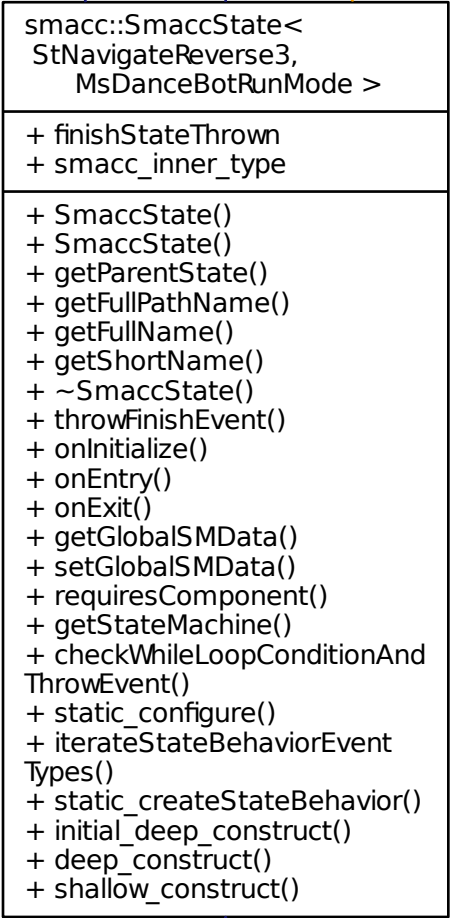 smacc::SmaccState<
StNavigateReverse3,
MsDanceBotRunMode >
+ finishStateThrown
+ smacc_inner_type
+ SmaccState()
+ SmaccState()
+ getParentState()
+ getFullPathName()
+ getFullName()
+ getShortName()
+ ~SmaccState()
+ throwFinishEvent()
+ onInitialize()
+ onEntry()
+ onExit()
+ getGlobalSMData()
+ setGlobalSMData()
+ requiresComponent()
+ getStateMachine()
+ checkWhileLoopConditionAnd
ThrowEvent()
+ static_configure()
+ iterateStateBehaviorEvent
Types()
+ static_createStateBehavior()
+ initial_deep_construct()
+ deep_construct()
+ shallow_construct()